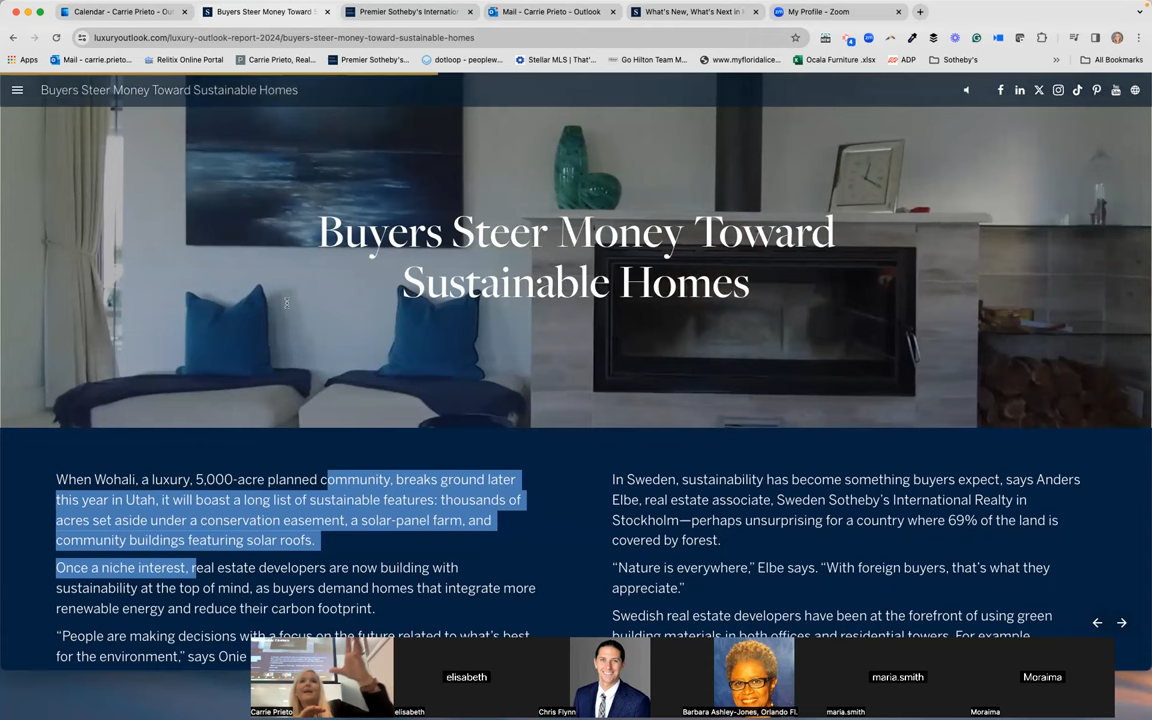 Calendar - Carrie Prieto - Ou
Buyers Steer Money Toward S
Premier Sotheby's Internation
Mail - Carrie Prieto - Outlook
What's New, What's Next in
My Profile - Zoom
luxuryoutlook.com/luxury-outlook-report-2024/buyers-steer-money-toward-sustainable-homes
Apps
Mail - carrie.prieto...
Relitix Online Portal
Carrie Prieto, Real...
Premier Sotheby's...
dotloop - peoplew...
Stellar MLS | That'...
Go Hilton Team M...
www.myfloridalice...
Ocala Furniture .xlsx
ADP
Sotheby's
All Bookmarks
Buyers Steer Money Toward Sustainable Homes
Buyers Steer Money Toward
Sustainable Homes
When Wohali, a luxury, 5,000-acre planned community, breaks ground later
this year in Utah, it will boast a long list of sustainable features: thousands of
acres set aside under a conservation easement, a solar-panel farm, and
community buildings featuring solar roofs.
Once a niche interest, real estate developers are now building with
sustainability at the top of mind, as buyers demand homes that integrate more
renewable energy and reduce their carbon footprint.
“People are making decisions with a focus on the future related to what’s best
for the environment,” says Onie
In Sweden, sustainability has become something buyers expect, says Anders
Elbe, real estate associate, Sweden Sotheby’s International Realty in
Stockholm—perhaps unsurprising for a country where 69% of the land is
covered by forest.
“Nature is everywhere,” Elbe says. “With foreign buyers, that’s what they
appreciate.”
Swedish real estate developers have been at the forefront of using green
building materials in both offices and residential towers. For example
elisabeth
maria.smith
Moraima
Carrie Prieto
elisabeth
Chris Flynn
Barbara Ashley-Jones, Orlando Fl.
maria.smith
Moraima